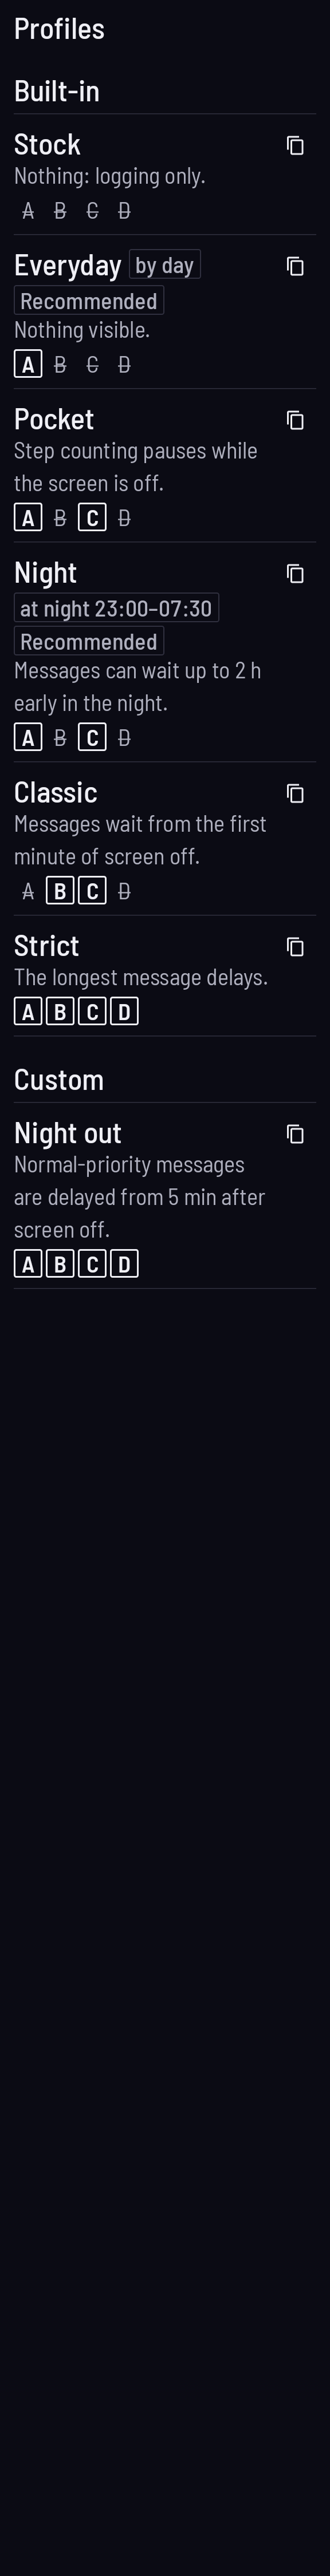 Profiles
Built-in
Stock
Nothing: logging only.
A B C D
Everyday by day
Recommended
Nothing visible.
A B C D
Pocket
Step counting pauses while
the screen is off.
A B C D
Night
at night 23:00–07:30
Recommended
Messages can wait up to 2 h
early in the night.
A B C D
Classic
Messages wait from the first
minute of screen off.
A B C D
Strict
The longest message delays.
A B C D
Custom
Night out
Normal-priority messages
are delayed from 5 min after
screen off.
A B C D